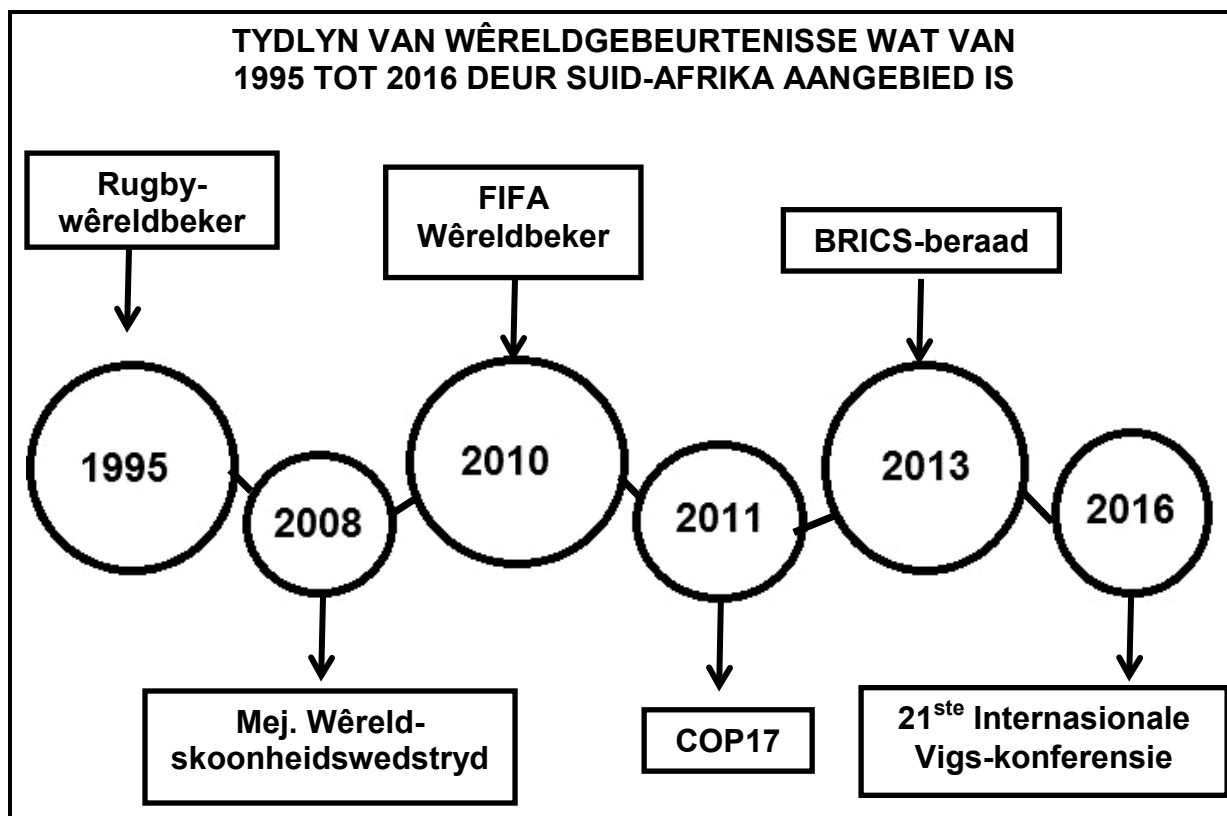 TYDLYN VAN WÊRELDGEBEURTENISSE WAT VAN
1995 TOT 2016 DEUR SUID-AFRIKA AANGEBIED IS
Rugby-
wêreldbeker
FIFA
Wêreldbeker
BRICS-beraad
1995
2008
2010
2011
2013
2016
Mej. Wêreld-
skoonheidswedstryd
COP17
21ste Internasionale
Vigs-konferensie